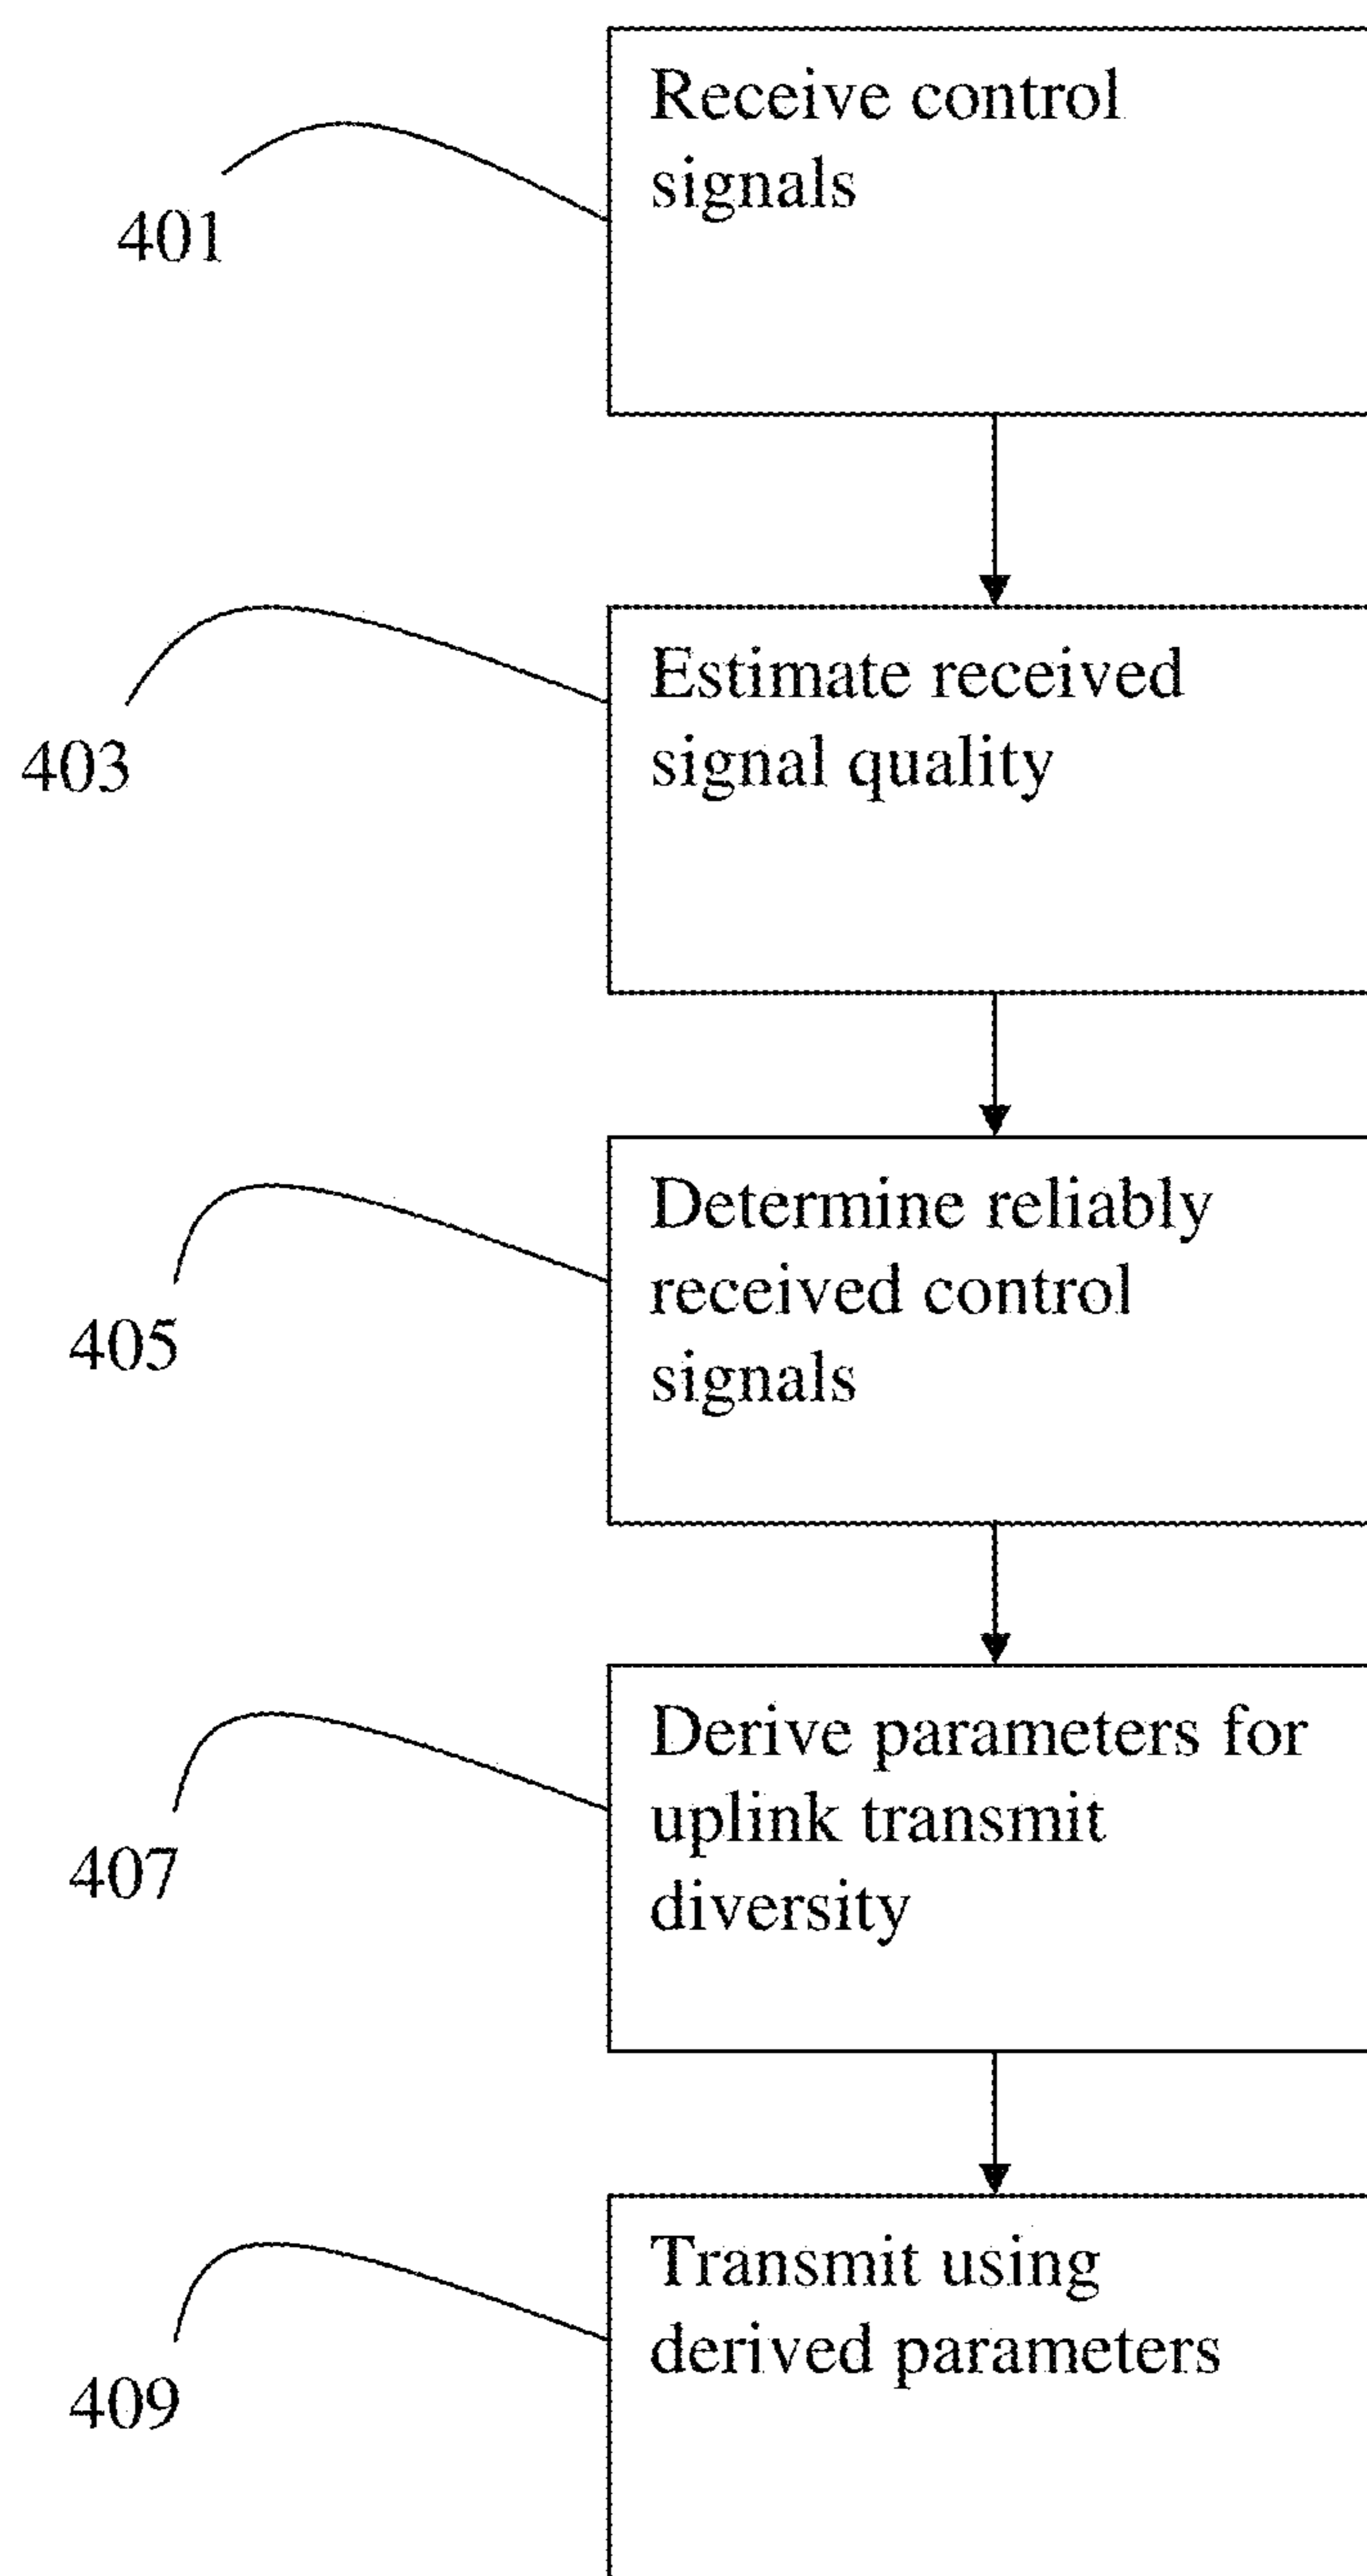 Receive control
signals
401
Estimate received
signal quality
403
Determine reliably
received control
signals
405
Derive parameters for
uplink transmit
diversity
407
Transmit using
derived parameters
409